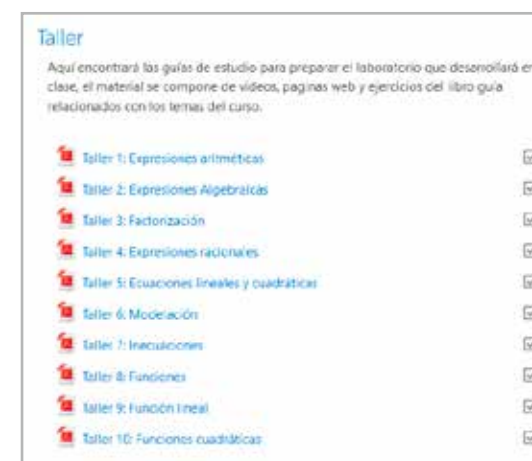 Taller
Aquí encontrará las guías de estudio para preparar el laboratorio que desarrollará en
clase, el material se compone de videos, paginas web y ejercicios del libro guía
relacionados con los temas del curso.
Taller 1: Expresiones aritméticas
Taller 2: Expresiones Algebraicas
Taller 3: Factorización
Taller 4: Expresiones racionales
Taller 5: Ecuaciones lineales y cuadráticas
Taller 6: Modelación
Taller 7: Inecuaciones
Taller 8: Funciones
Taller 9: Función lineal
Taller 10: Funciones cuadráticas